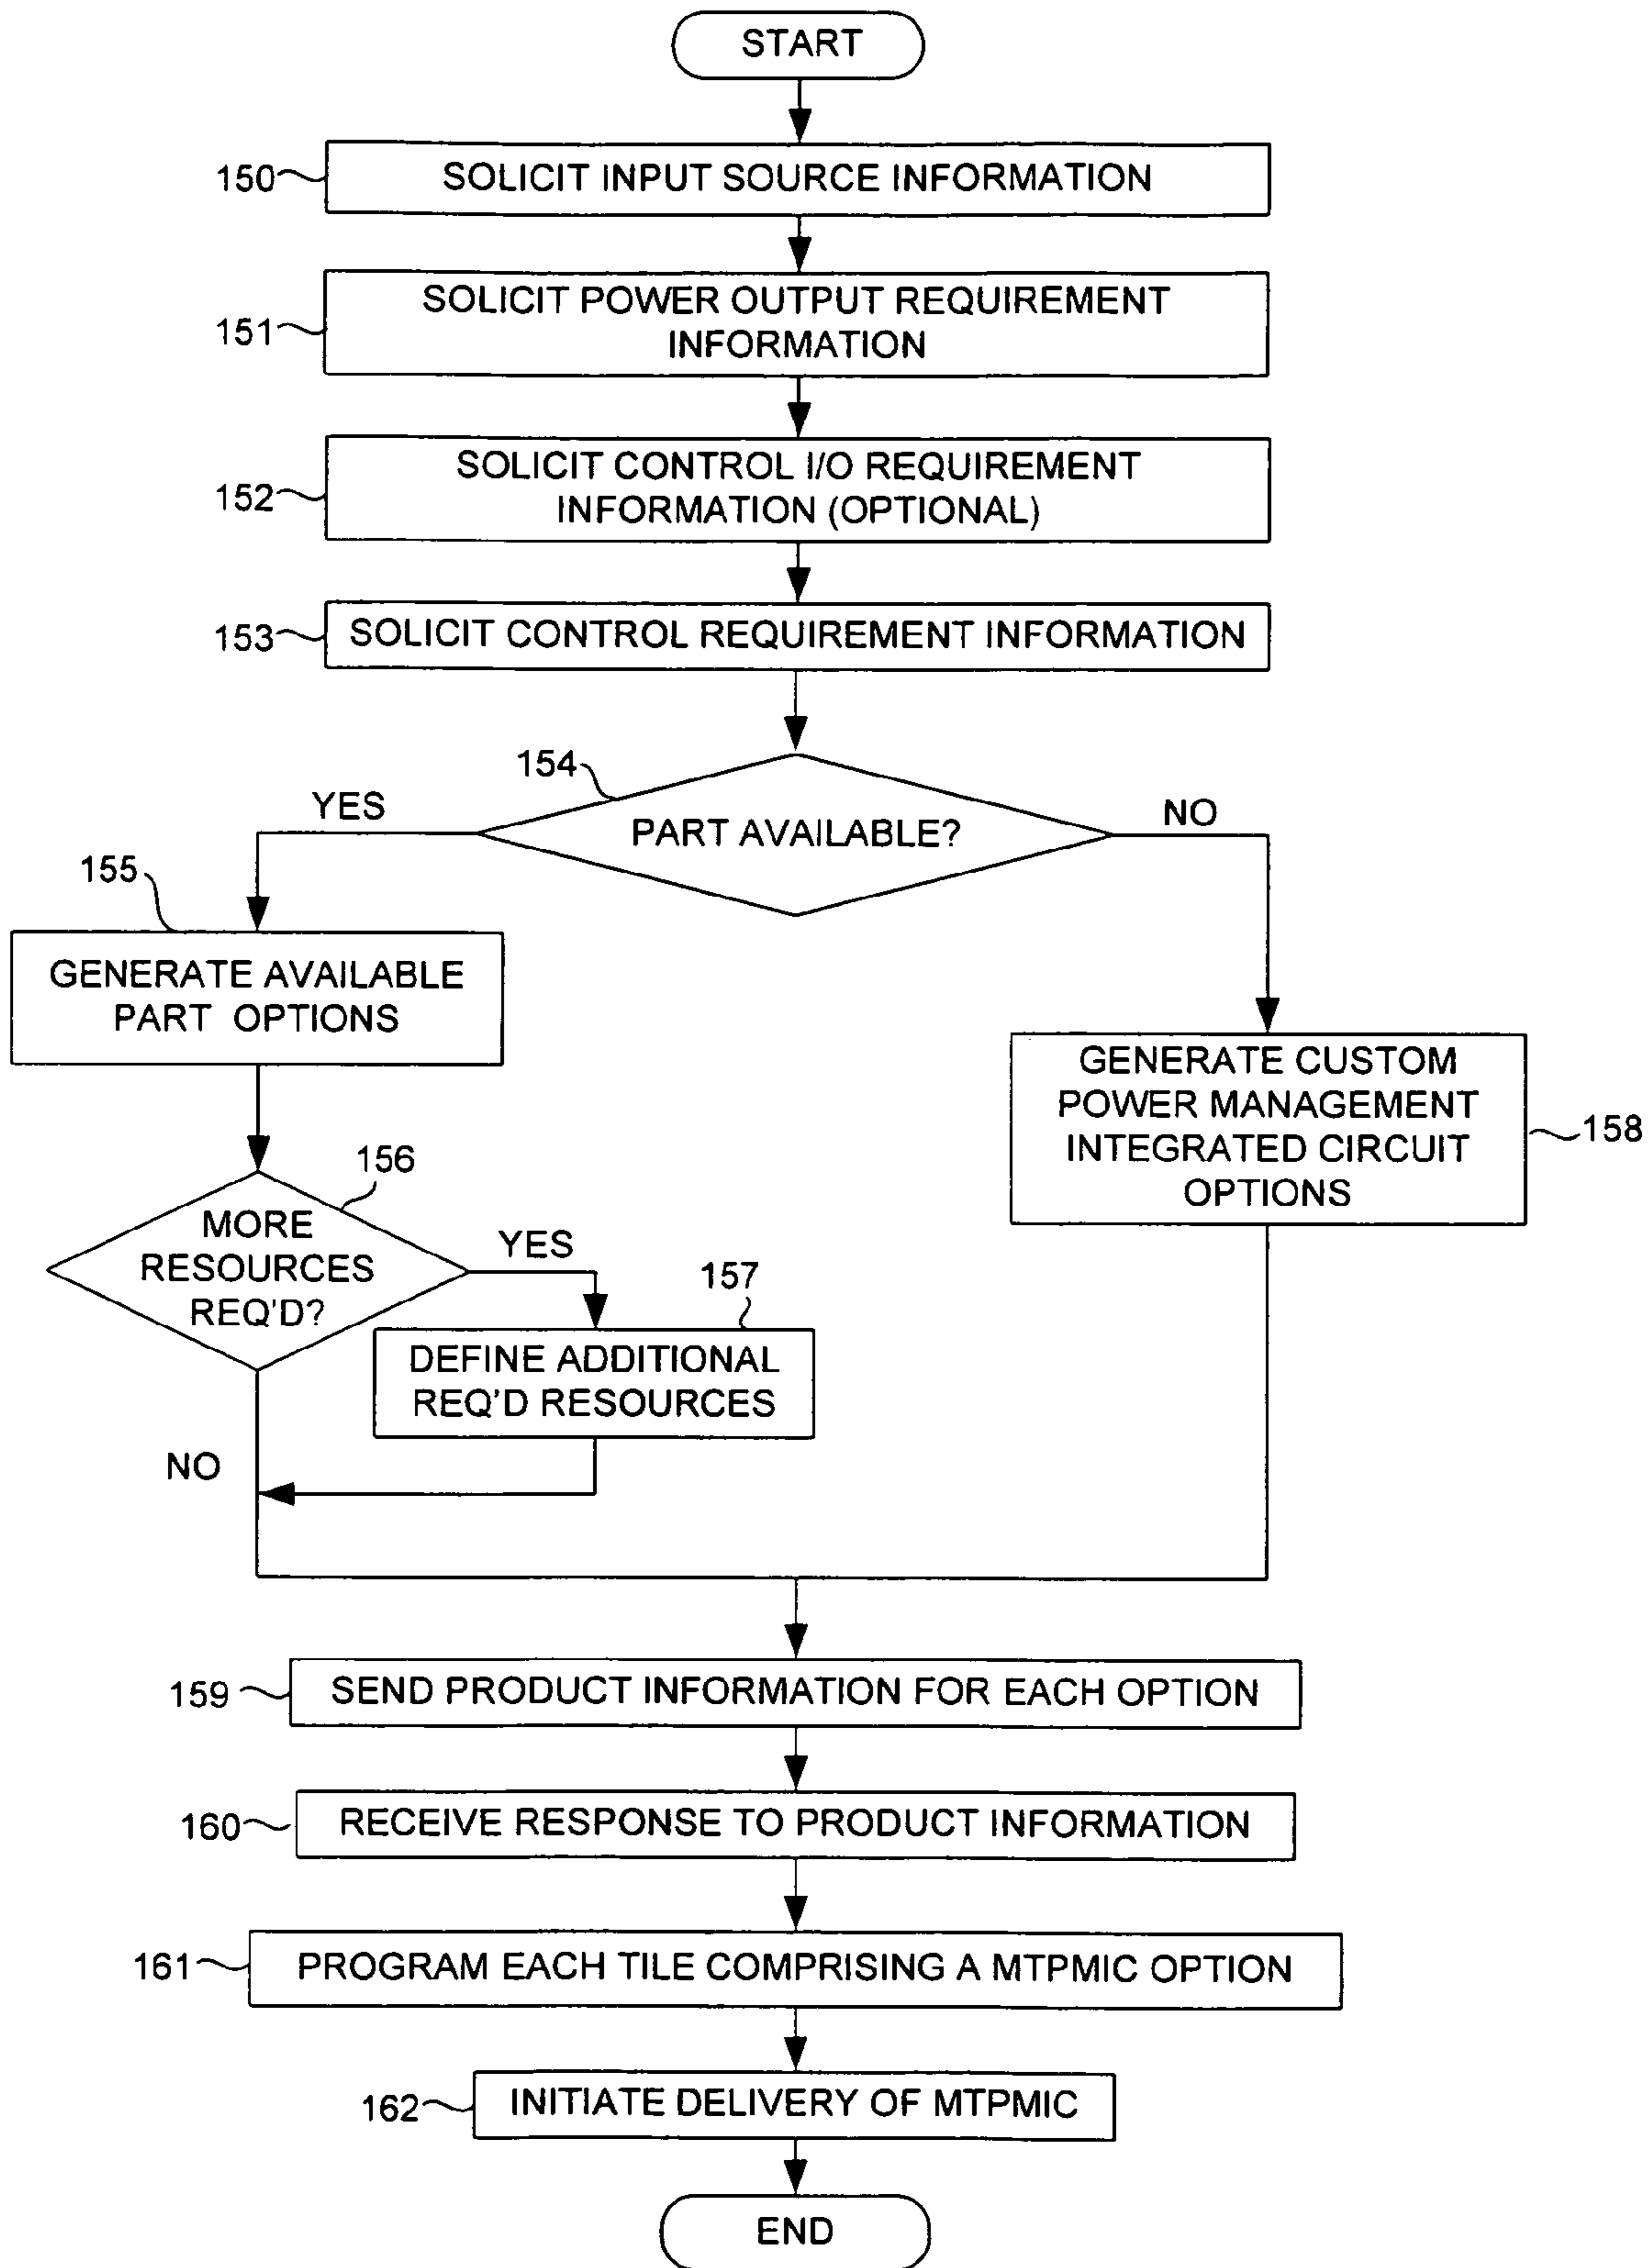 START
150
SOLICIT INPUT SOURCE INFORMATION
151
SOLICIT POWER OUTPUT REQUIREMENT
INFORMATION
152
SOLICIT CONTROL I/O REQUIREMENT
INFORMATION (OPTIONAL)
153
SOLICIT CONTROL REQUIREMENT INFORMATION
154
PART AVAILABLE?
YES
NO
155
GENERATE AVAILABLE
PART OPTIONS
GENERATE CUSTOM
POWER MANAGEMENT
INTEGRATED CIRCUIT
OPTIONS
158
156
MORE
RESOURCES
REQ'D?
YES
157
DEFINE ADDITIONAL
REQ'D RESOURCES
NO
159
SEND PRODUCT INFORMATION FOR EACH OPTION
160
RECEIVE RESPONSE TO PRODUCT INFORMATION
161
PROGRAM EACH TILE COMPRISING A MTPMIC OPTION
162
INITIATE DELIVERY OF MTPMIC
END